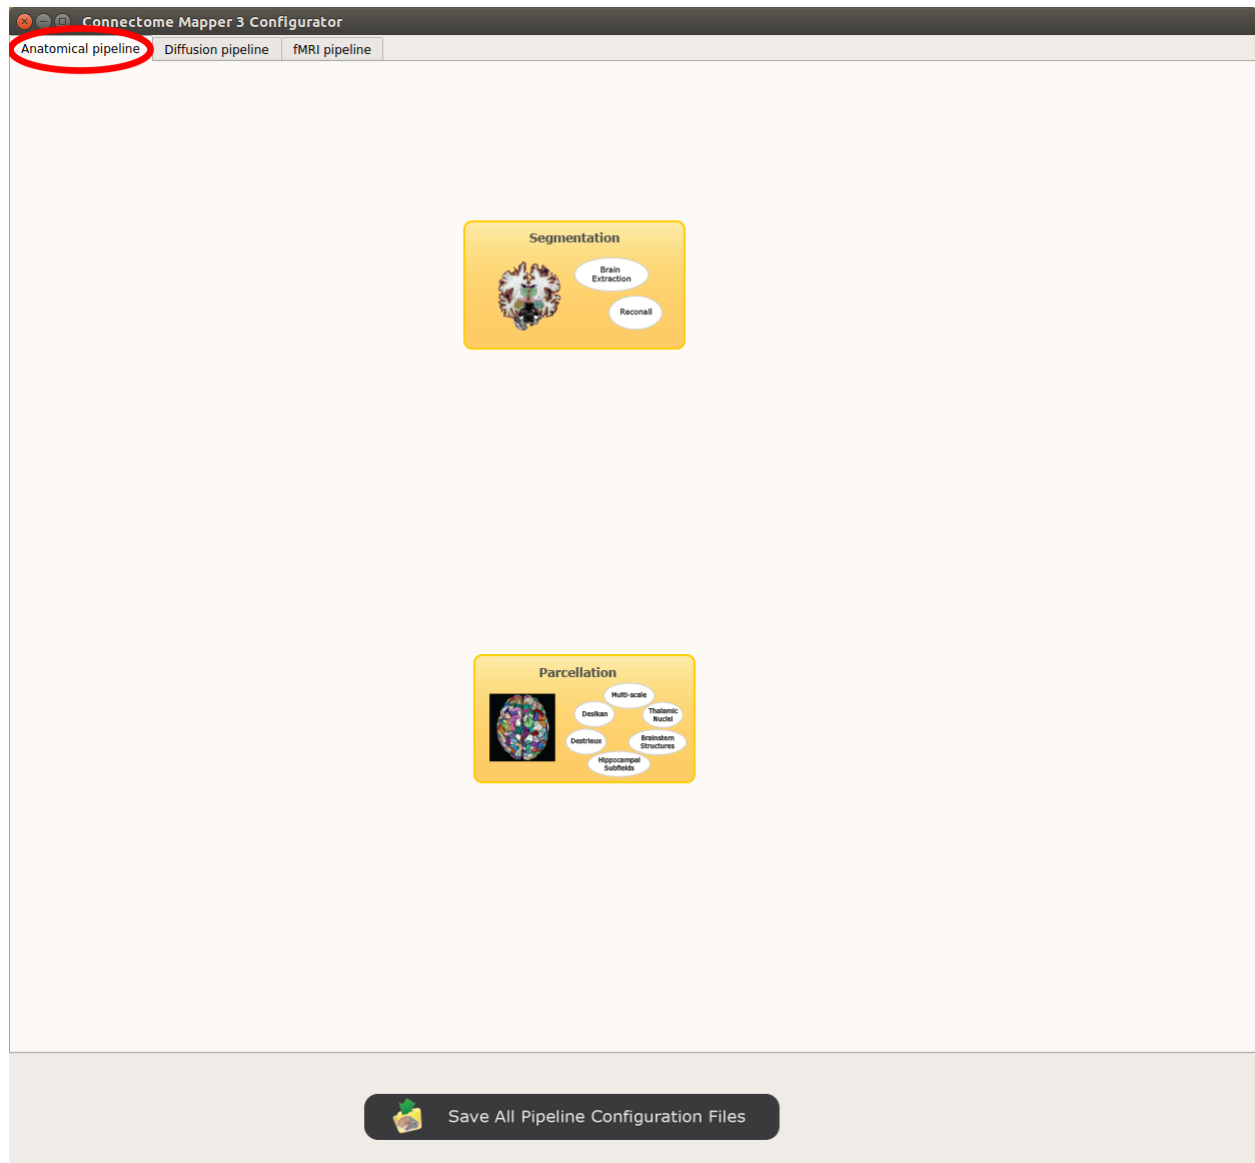 Connectome Mapper 3 Configurator
Anatomical pipeline Diffusion pipeline fMRI pipeline
Segmentation
Brain
Extraction
Reconall
Parcellation
Multi-scale
Desikan
Thalamic
Nuclei
Destrieux
Brainstem
Structures
Hippocampal
Subfields
Save All Pipeline Configuration Files